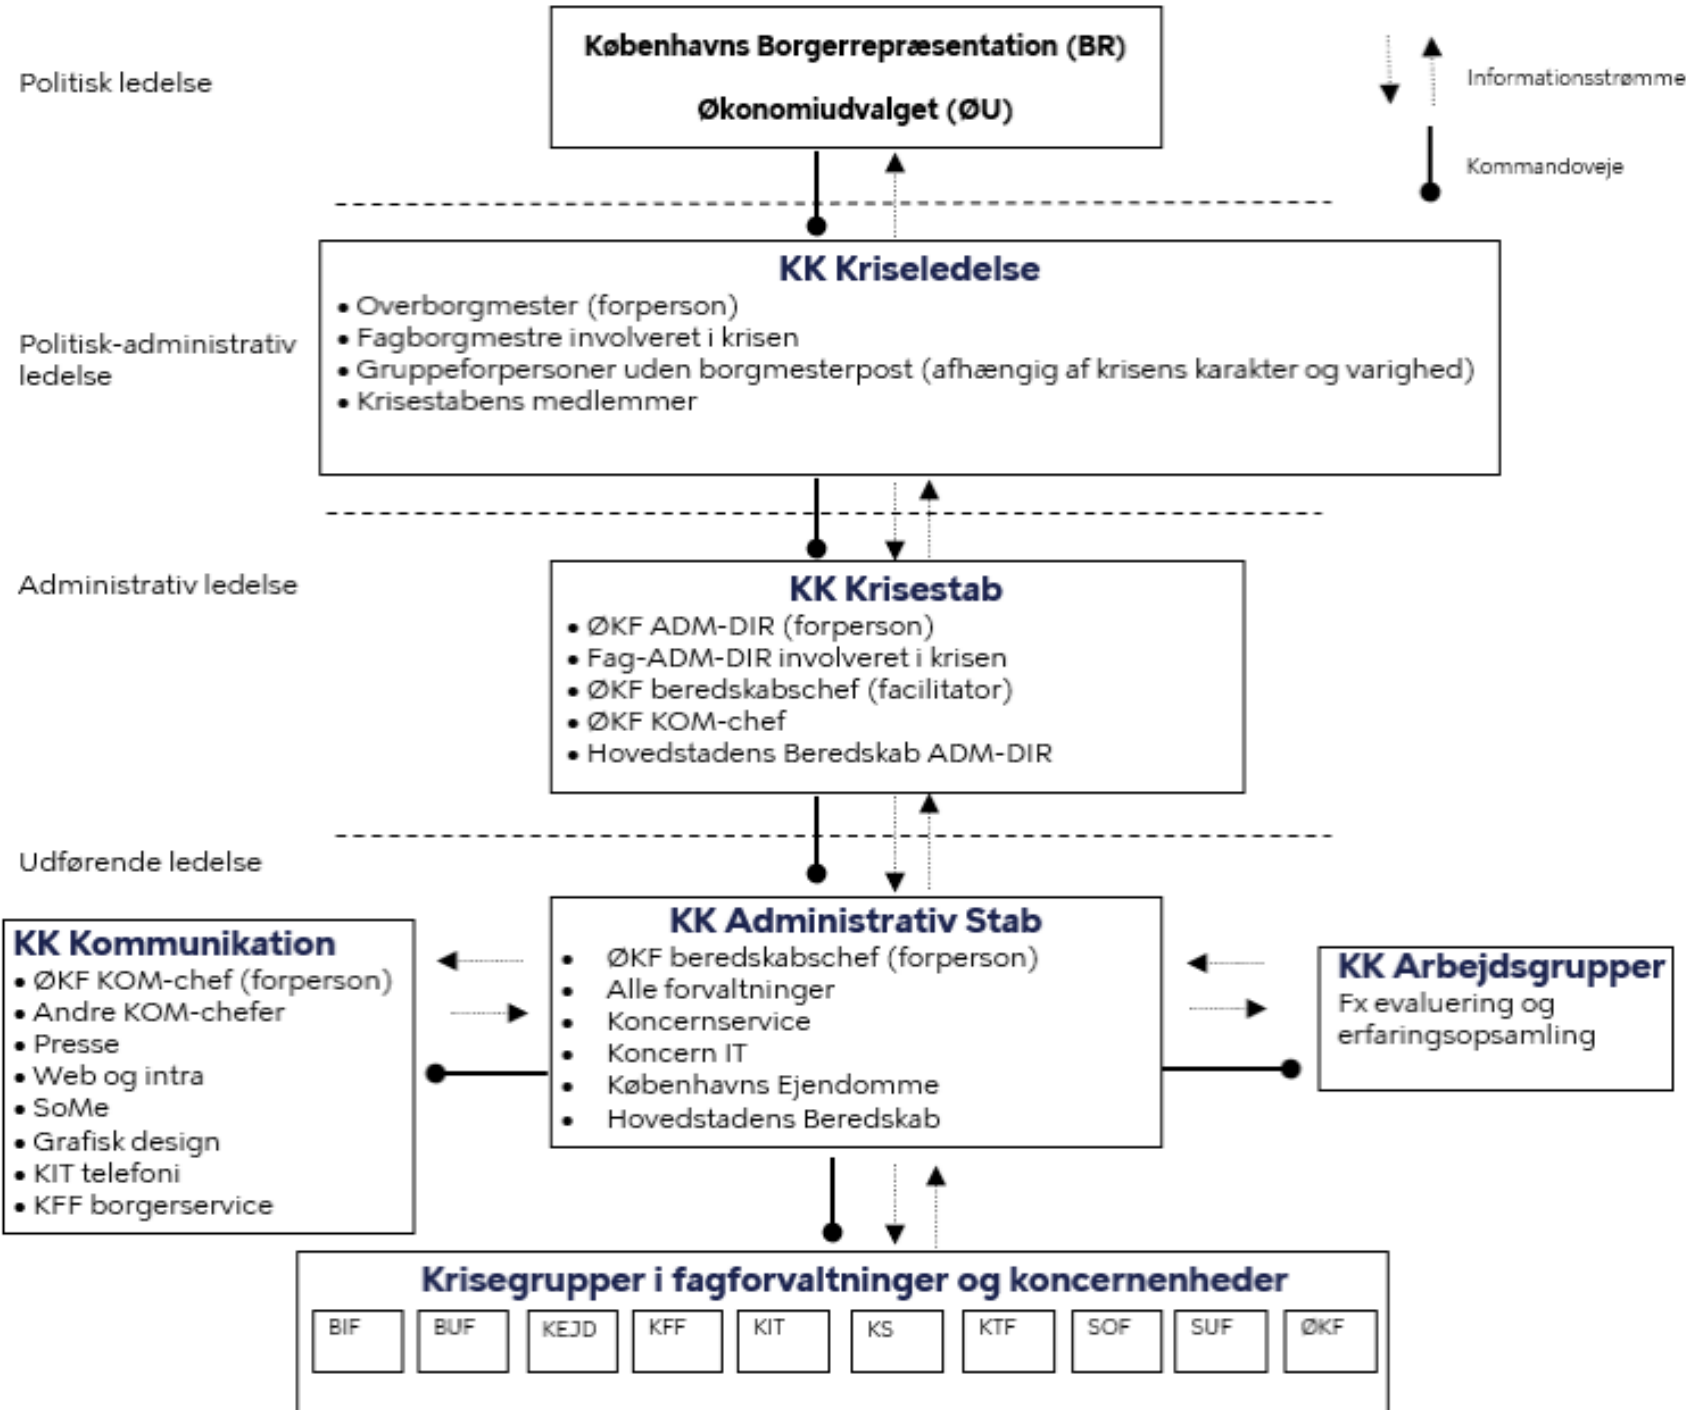 Københavns Borgerrepræsentation (BR)
Økonomiudvalget (ØU)
Politisk ledelse
Informationsstrømme
Kommandoveje
KK Kriseledelse
• Overborgmester (forperson)
• Fagborgmestre involveret i krisen
• Gruppeforpersoner uden borgmesterpost (afhængig af krisens karakter og varighed)
• Krisestabens medlemmer
Politisk-administrativ
ledelse
Administrativ ledelse
KK Krisestab
• ØKF ADM-DIR (forperson)
• Fag-ADM-DIR involveret i krisen
• ØKF beredskabschef (facilitator)
• ØKF KOM-chef
• Hovedstadens Beredskab ADM-DIR
Udførende ledelse
KK Kommunikation
• ØKF KOM-chef (forperson)
• Andre KOM-chefer
• Presse
• Web og intra
• SoMe
• Grafisk design
• KIT telefoni
• KFF borgerservice
KK Administrativ Stab
• ØKF beredskabschef (forperson)
• Alle forvaltninger
• Koncernservice
• Koncern IT
• Københavns Ejendomme
• Hovedstadens Beredskab
KK Arbejdsgrupper
Fx evaluering og
erfaringsopsamling
Krisegrupper i fagforvaltninger og koncernenheder
BIF BUF KEJD KFF KIT KS KTF SOF SUF ØKF